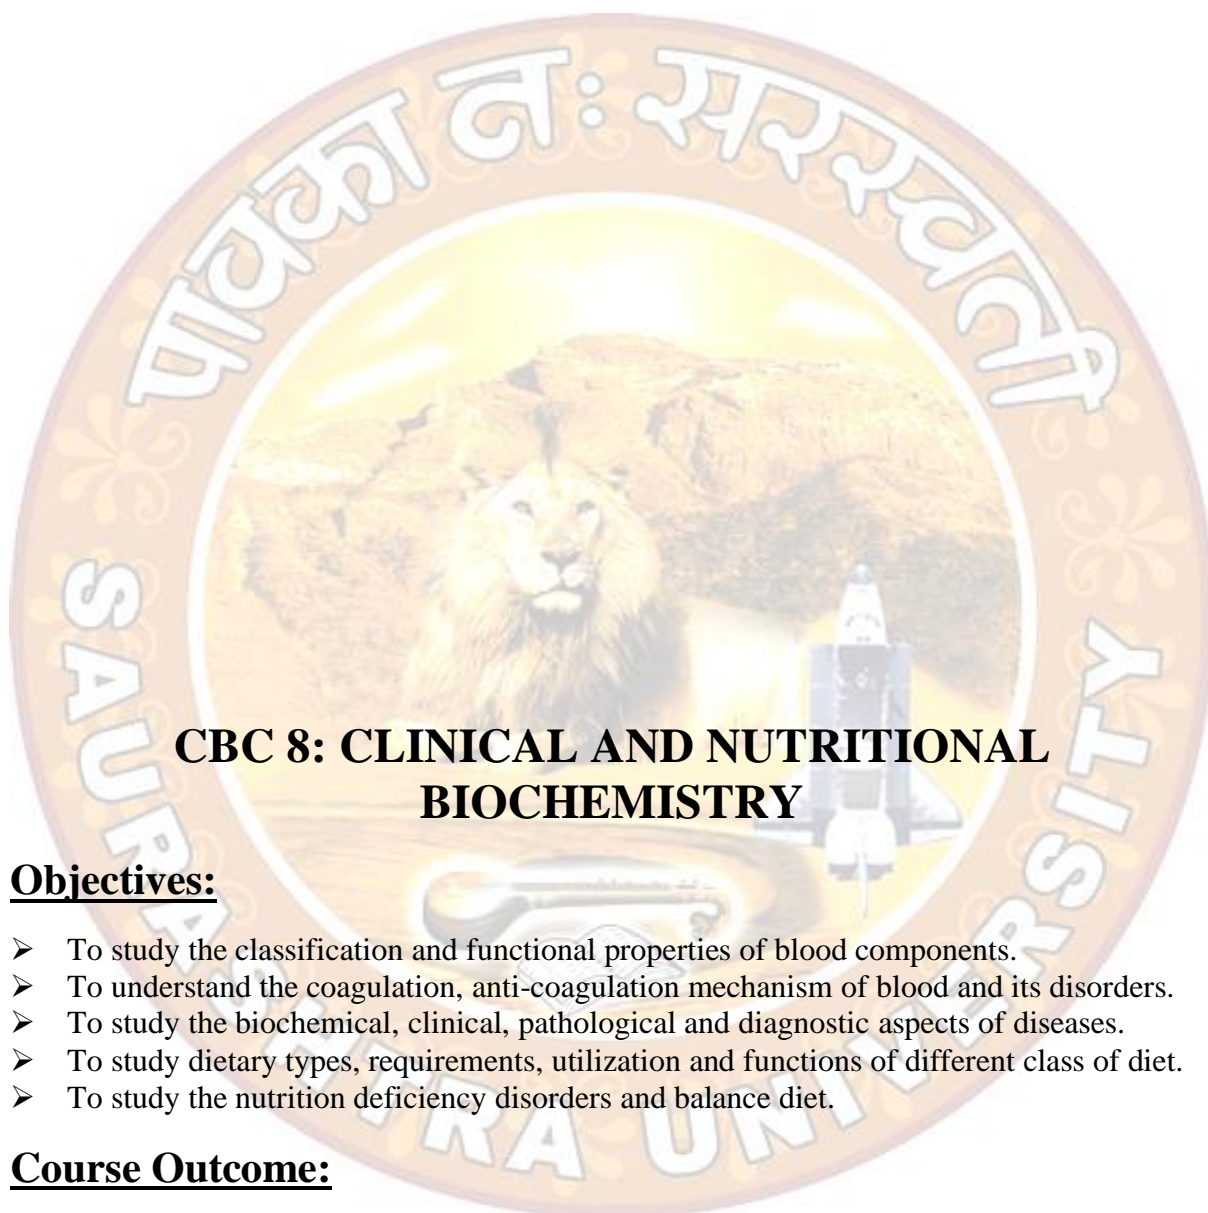 पावका नः सरस्वती
SAURASHTRA UNIVERSITY
CBC 8: CLINICAL AND NUTRITIONAL
BIOCHEMISTRY
Objectives:
➢ To study the classification and functional properties of blood components.
➢ To understand the coagulation, anti-coagulation mechanism of blood and its disorders.
➢ To study the biochemical, clinical, pathological and diagnostic aspects of diseases.
➢ To study dietary types, requirements, utilization and functions of different class of diet.
➢ To study the nutrition deficiency disorders and balance diet.
Course Outcome: